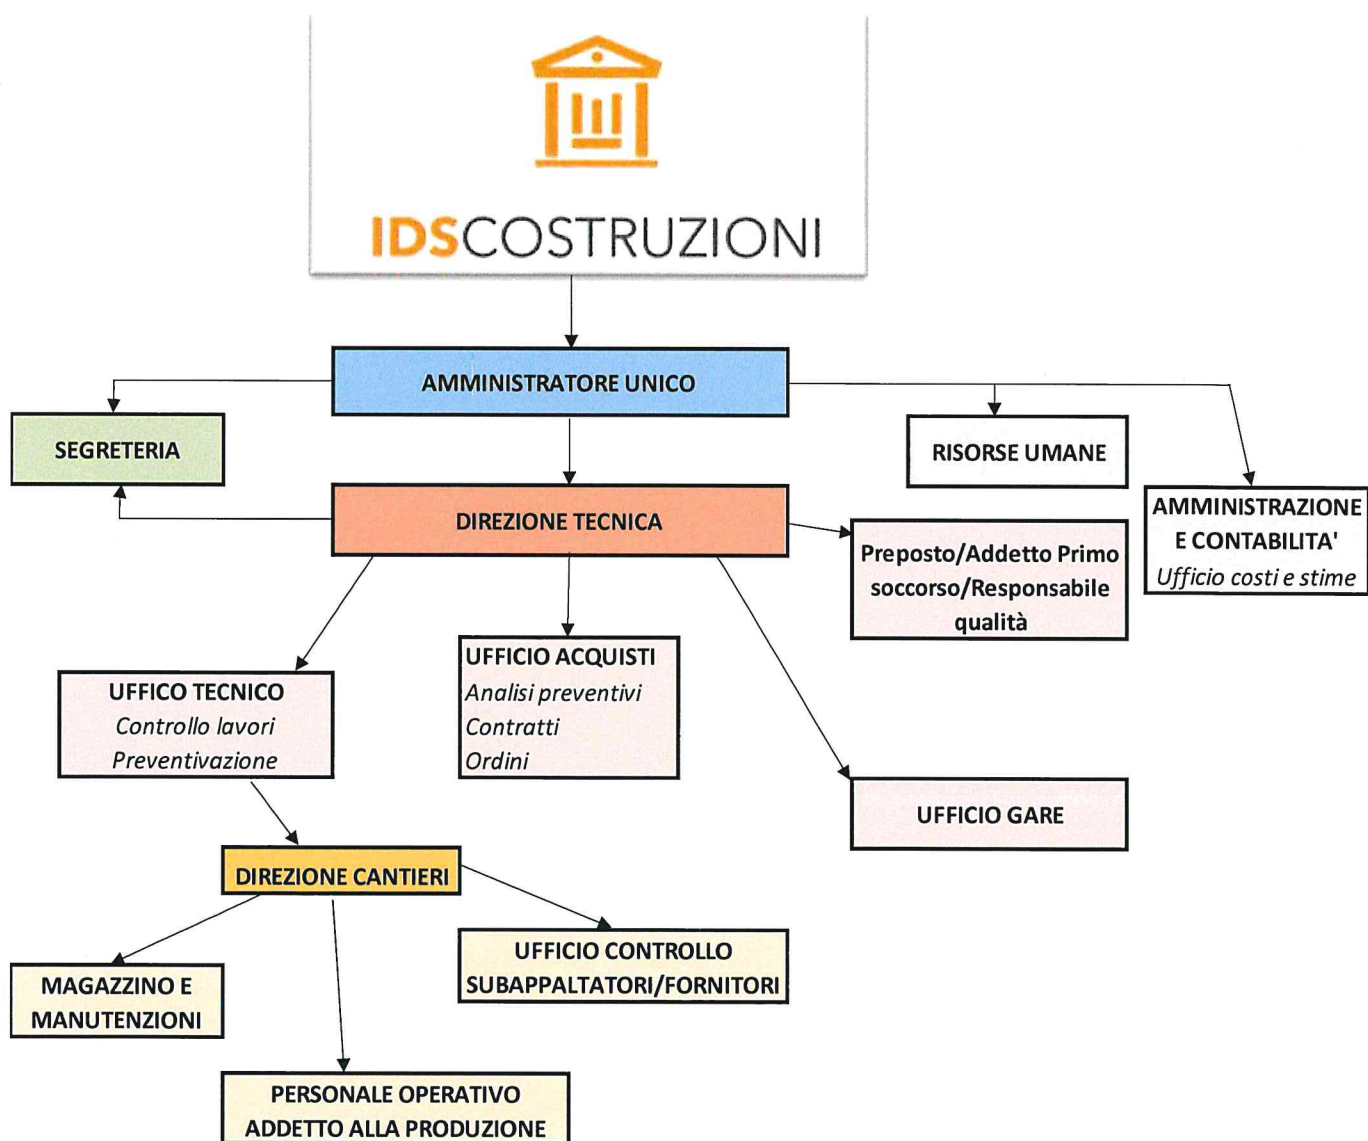 IDSCOSTRUZIONI
AMMINISTRATORE UNICO
SEGRETERIA
RISORSE UMANE
DIREZIONE TECNICA
AMMINISTRAZIONE
E CONTABILITA'
Ufficio costi e stime
Preposto/Addetto Primo
soccorso/Responsabile
qualità
UFFICO TECNICO
Controllo lavori
Preventivazione
UFFICIO ACQUISTI
Analisi preventivi
Contratti
Ordini
UFFICIO GARE
DIREZIONE CANTIERI
MAGAZZINO E
MANUTENZIONI
UFFICIO CONTROLLO
SUBAPPALTATORI/FORNITORI
PERSONALE OPERATIVO
ADDETTO ALLA PRODUZIONE